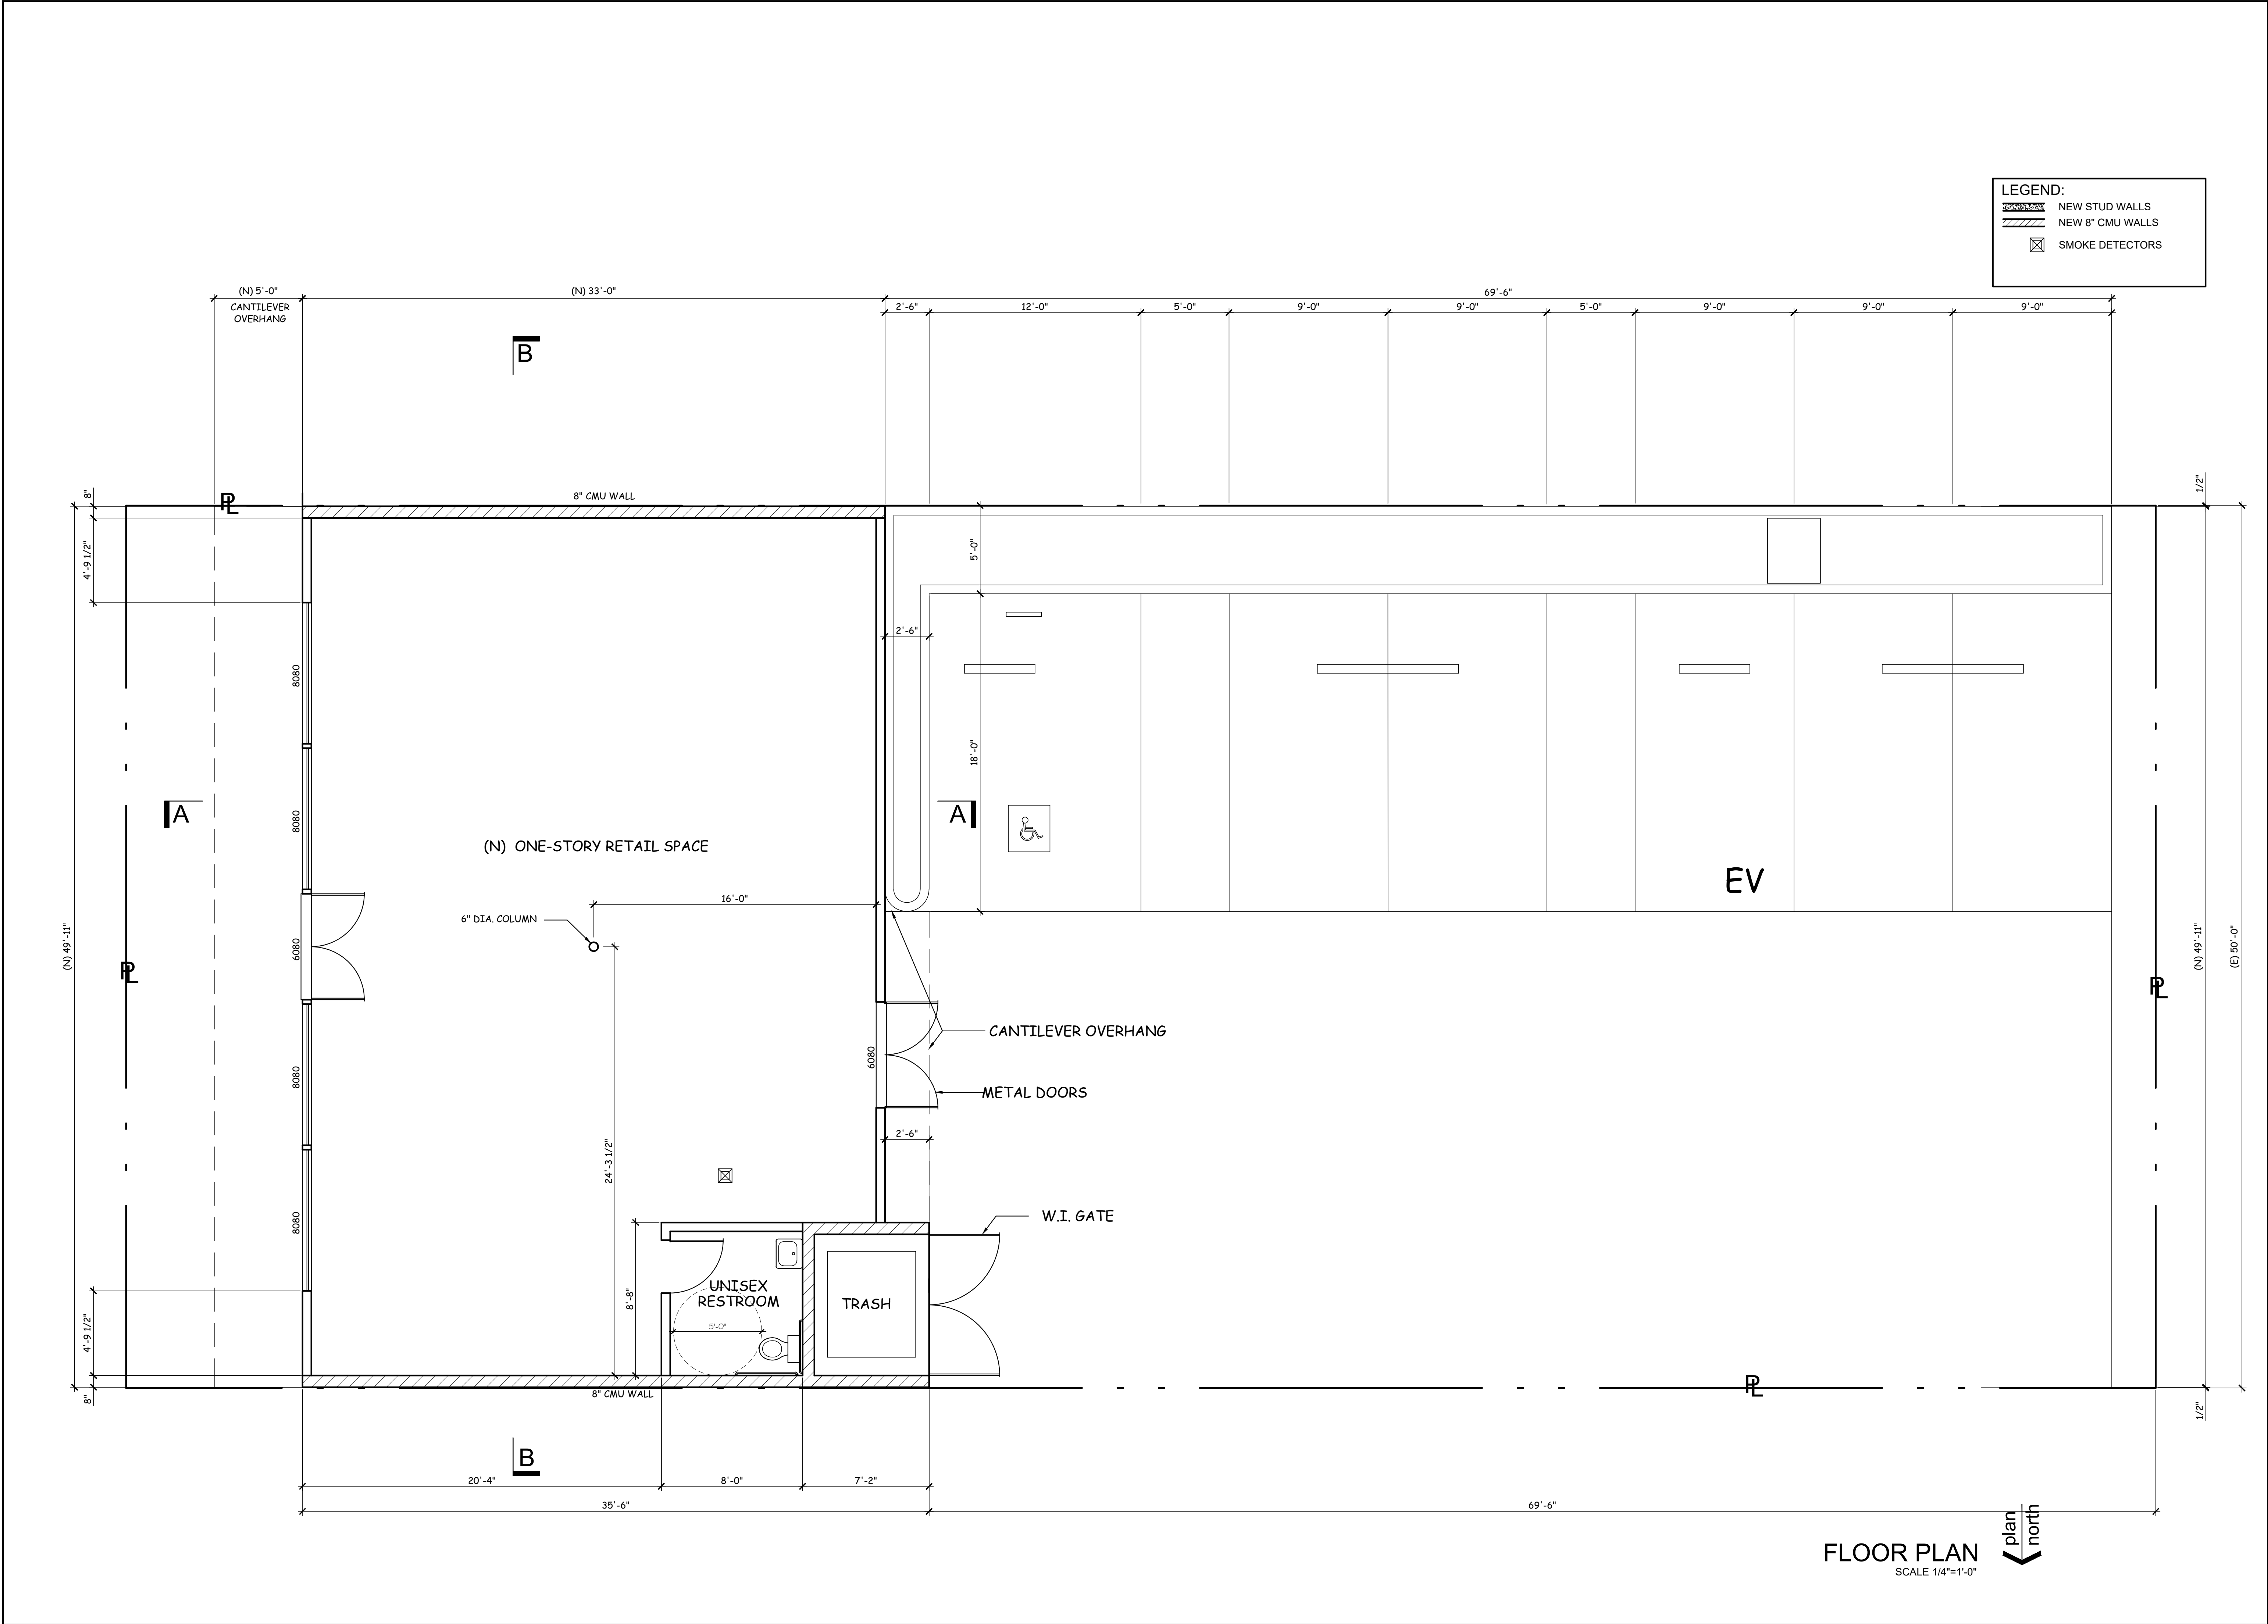 LEGEND:
NEW STUD WALLS
NEW 8" CMU WALLS
SMOKE DETECTORS
(N) 5'-0"
CANTILEVER
OVERHANG
(N) 33'-0"
69'-6"
2'-6"
12'-0"
5'-0"
9'-0"
9'-0"
5'-0"
9'-0"
9'-0"
9'-0"
B
8"
PL
8" CMU WALL
1/2"
4'-9 1/2"
5'-0"
2'-6"
8080
18'-0"
A
8080
A
(N) ONE-STORY RETAIL SPACE
EV
16'-0"
6" DIA. COLUMN
(N) 49'-11"
6080
PL
(N) 49'-11"
(E) 50'-0"
PL
CANTILEVER OVERHANG
6080
8080
METAL DOORS
2'-6"
24'-3 1/2"
8080
W.I. GATE
UNISEX
RESTROOM
TRASH
8'-8"
5'-0"
4'-9 1/2"
8"
8" CMU WALL
PL
1/2"
B
20'-4"
8'-0"
7'-2"
35'-6"
69'-6"
FLOOR PLAN
SCALE 1/4"=1'-0"
plan
north